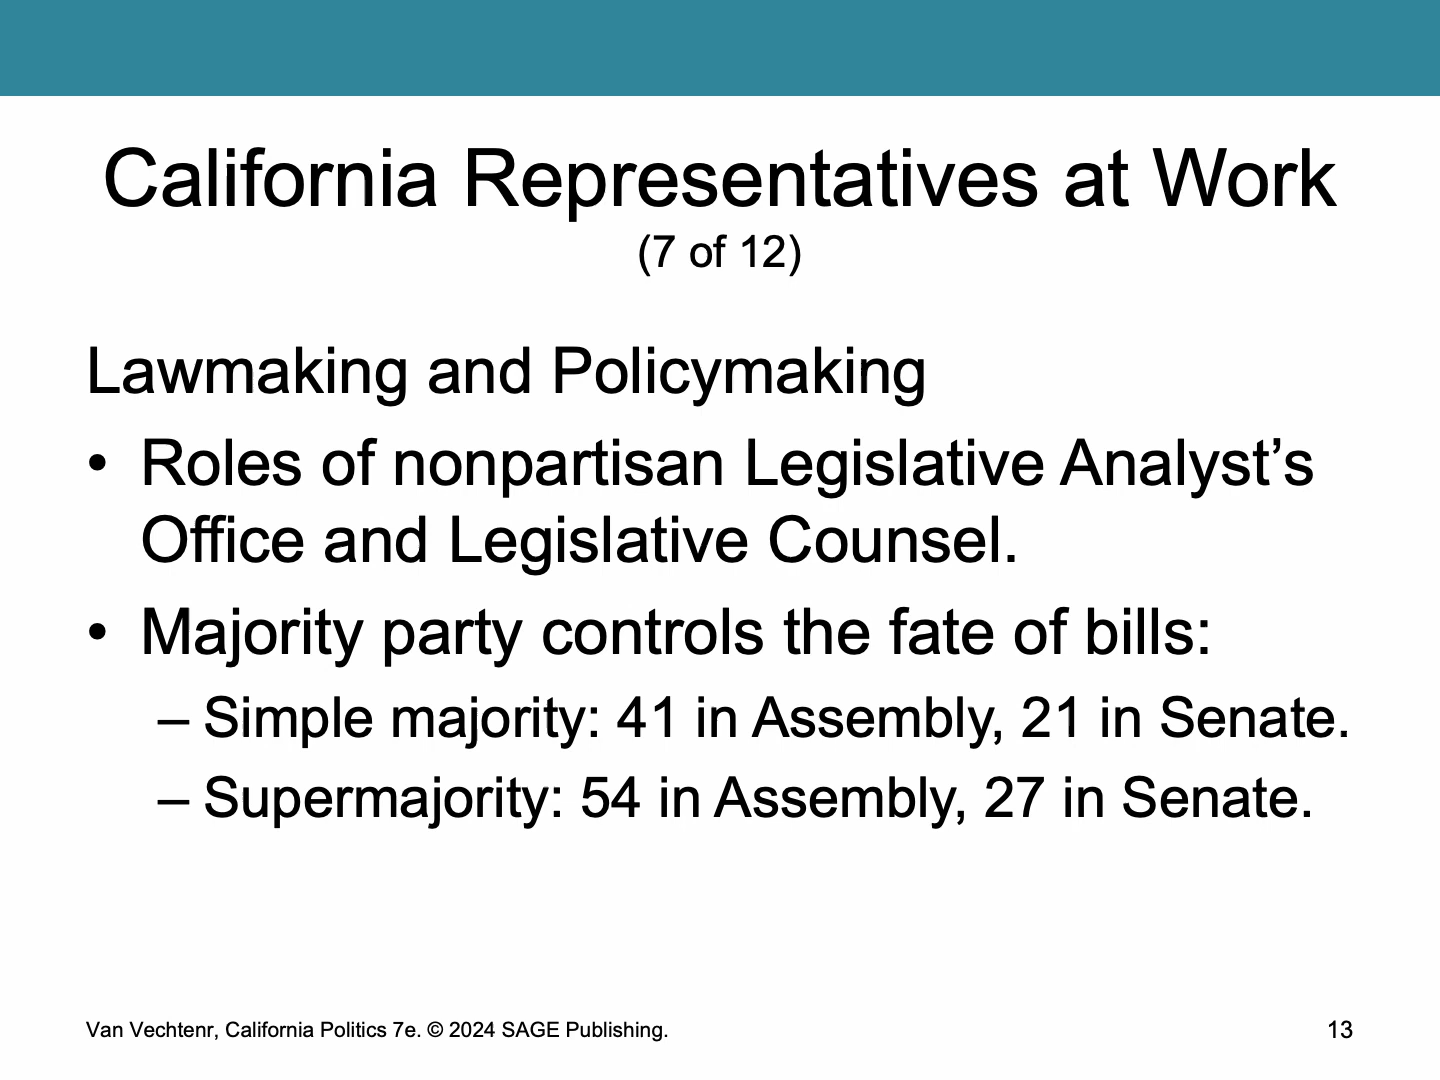 California Representatives at Work
(7 of 12)
Lawmaking and Policymaking
• Roles of nonpartisan Legislative Analyst’s
Office and Legislative Counsel.
• Majority party controls the fate of bills:
– Simple majority: 41 in Assembly, 21 in Senate.
– Supermajority: 54 in Assembly, 27 in Senate.
Van Vechtenr, California Politics 7e. © 2024 SAGE Publishing.
13